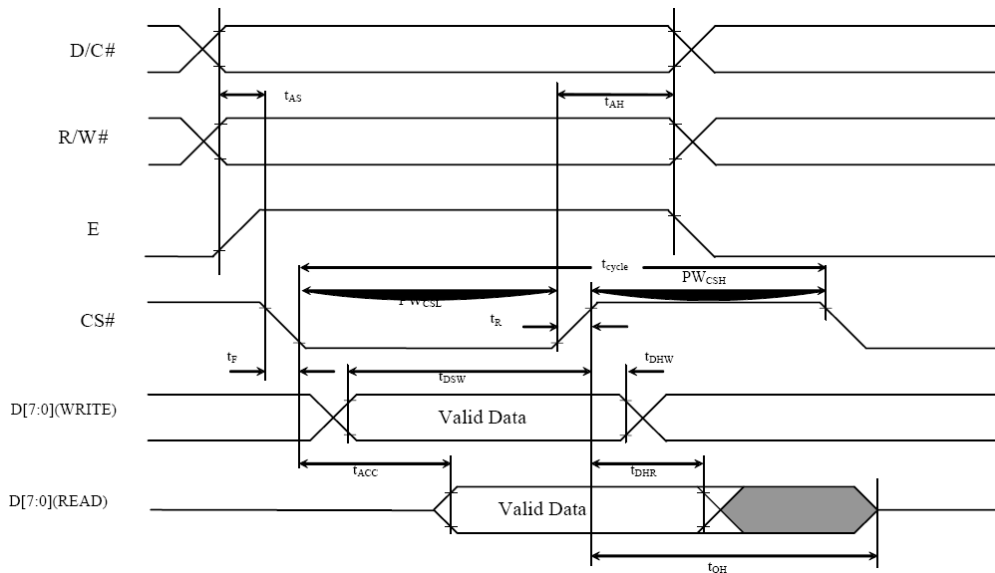 D/C#
tAS
tAH
R/W#
E
tcycle
PWCSL
PWCSH
CS#
tR
tF
tDSW
tDHW
D[7:0](WRITE)
Valid Data
tACC
tDHR
D[7:0](READ)
Valid Data
tOH